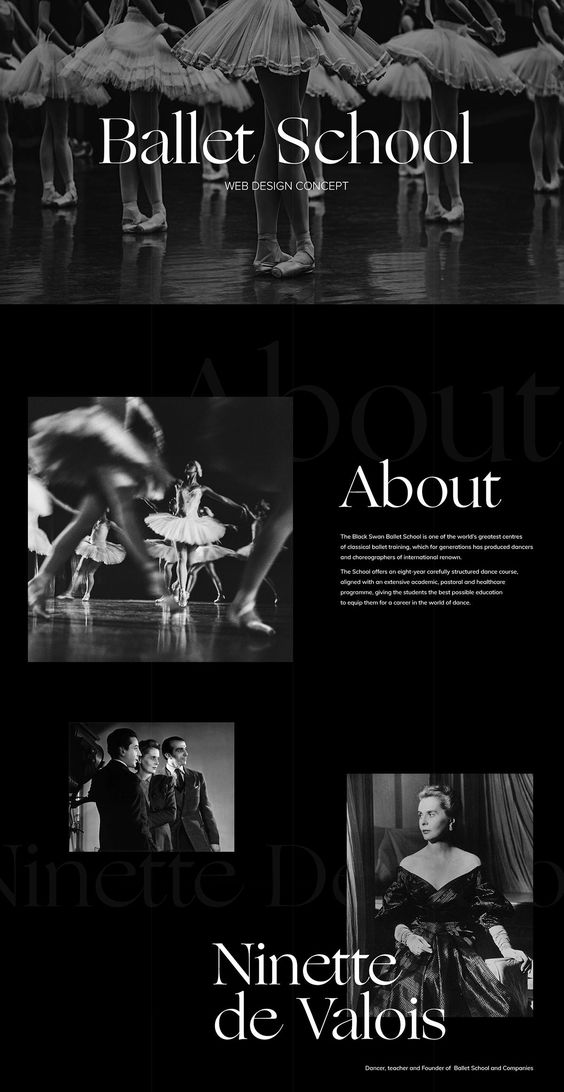 Ballet School
WEB DESIGN CONCEPT
About
About
The Black Swan Ballet School is one of the world's greatest centres
of classical ballet training, which for generations has produced dancers
and choreographers of international renown.
The School offers an eight-year carefully structured dance course,
aligned with an extensive academic, pastoral and healthcare
programme, giving the students the best possible education
to equip them for a career in the world of dance.
Ninette De
Ninette
de Valois
Dancer, teacher and Founder of Ballet School and Companies